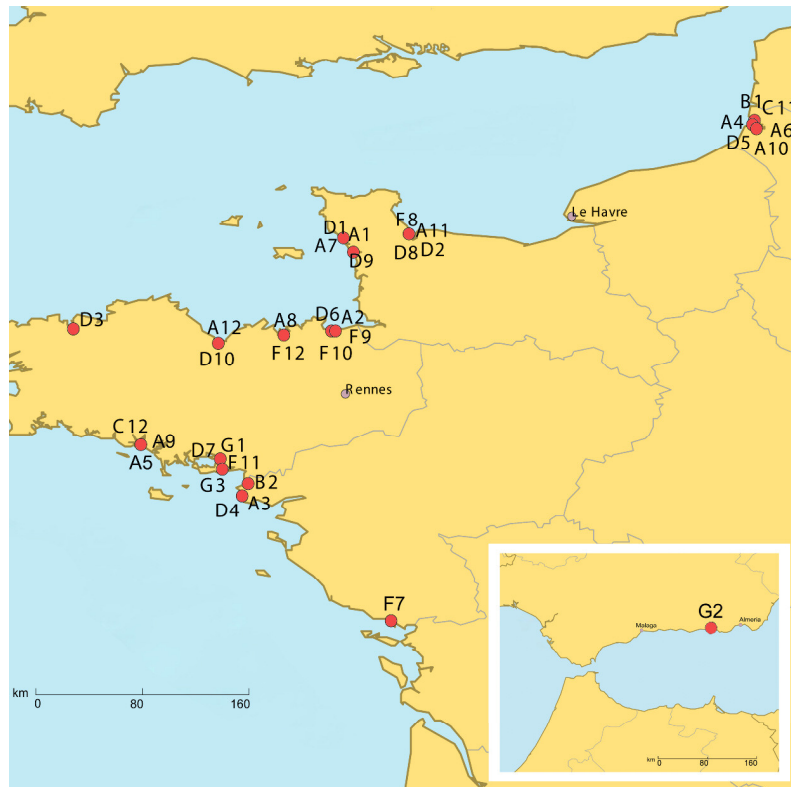 B1
C11
A4
A6
D5
A10
Le Havre
F8
D1
A1
A11
A7
D8
D2
D9
D3
A12
A8
D6
A2
D10
F12
F10
F9
Rennes
C12
A9
D7
G1
A5
F11
G3
B2
D4
A3
F7
G2
Malaga
Almeria
km
0
80
160
km
0
80
160